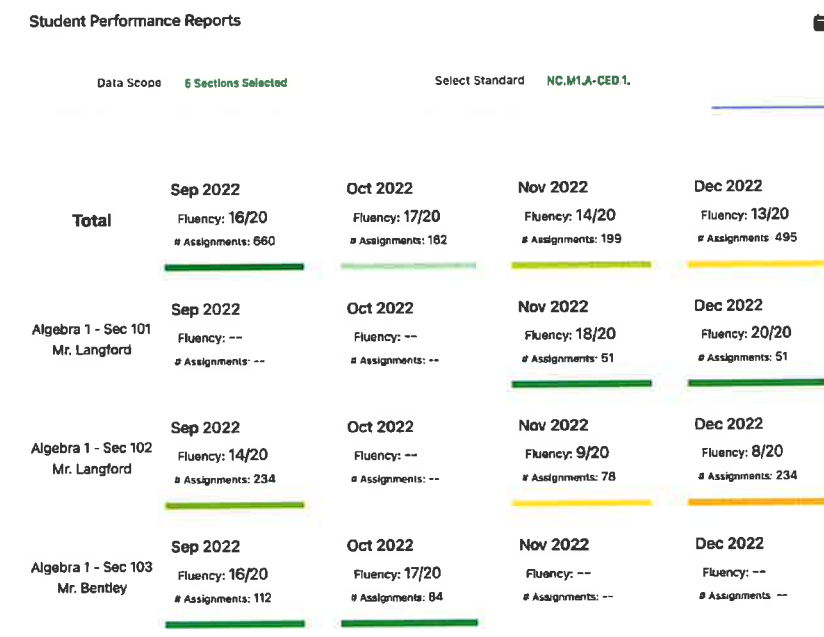 Student Performance Reports
Data Scope 6 Sections Selected Select Standard NC.M1.A-CED.1.
Sep 2022 Oct 2022 Nov 2022 Dec 2022
Total Fluency: 16/20 Fluency: 17/20 Fluency: 14/20 Fluency: 13/20
# Assignments: 660 # Assignments: 162 # Assignments: 199 # Assignments 495
Sep 2022 Oct 2022 Nov 2022 Dec 2022
Algebra 1 - Sec 101 Fluency: -- Fluency: -- Fluency: 18/20 Fluency: 20/20
Mr. Langford # Assignments: -- # Assignments: -- # Assignments: 51 # Assignments: 51
Sep 2022 Oct 2022 Nov 2022 Dec 2022
Algebra 1 - Sec 102 Fluency: 14/20 Fluency: -- Fluency: 9/20 Fluency: 8/20
Mr. Langford # Assignments: 234 # Assignments: -- # Assignments: 78 # Assignments: 234
Sep 2022 Oct 2022 Nov 2022 Dec 2022
Algebra 1 - Sec 103 Fluency: 16/20 Fluency: 17/20 Fluency: -- Fluency: --
Mr. Bentley # Assignments: 112 # Assignments: 84 # Assignments: -- # Assignments --